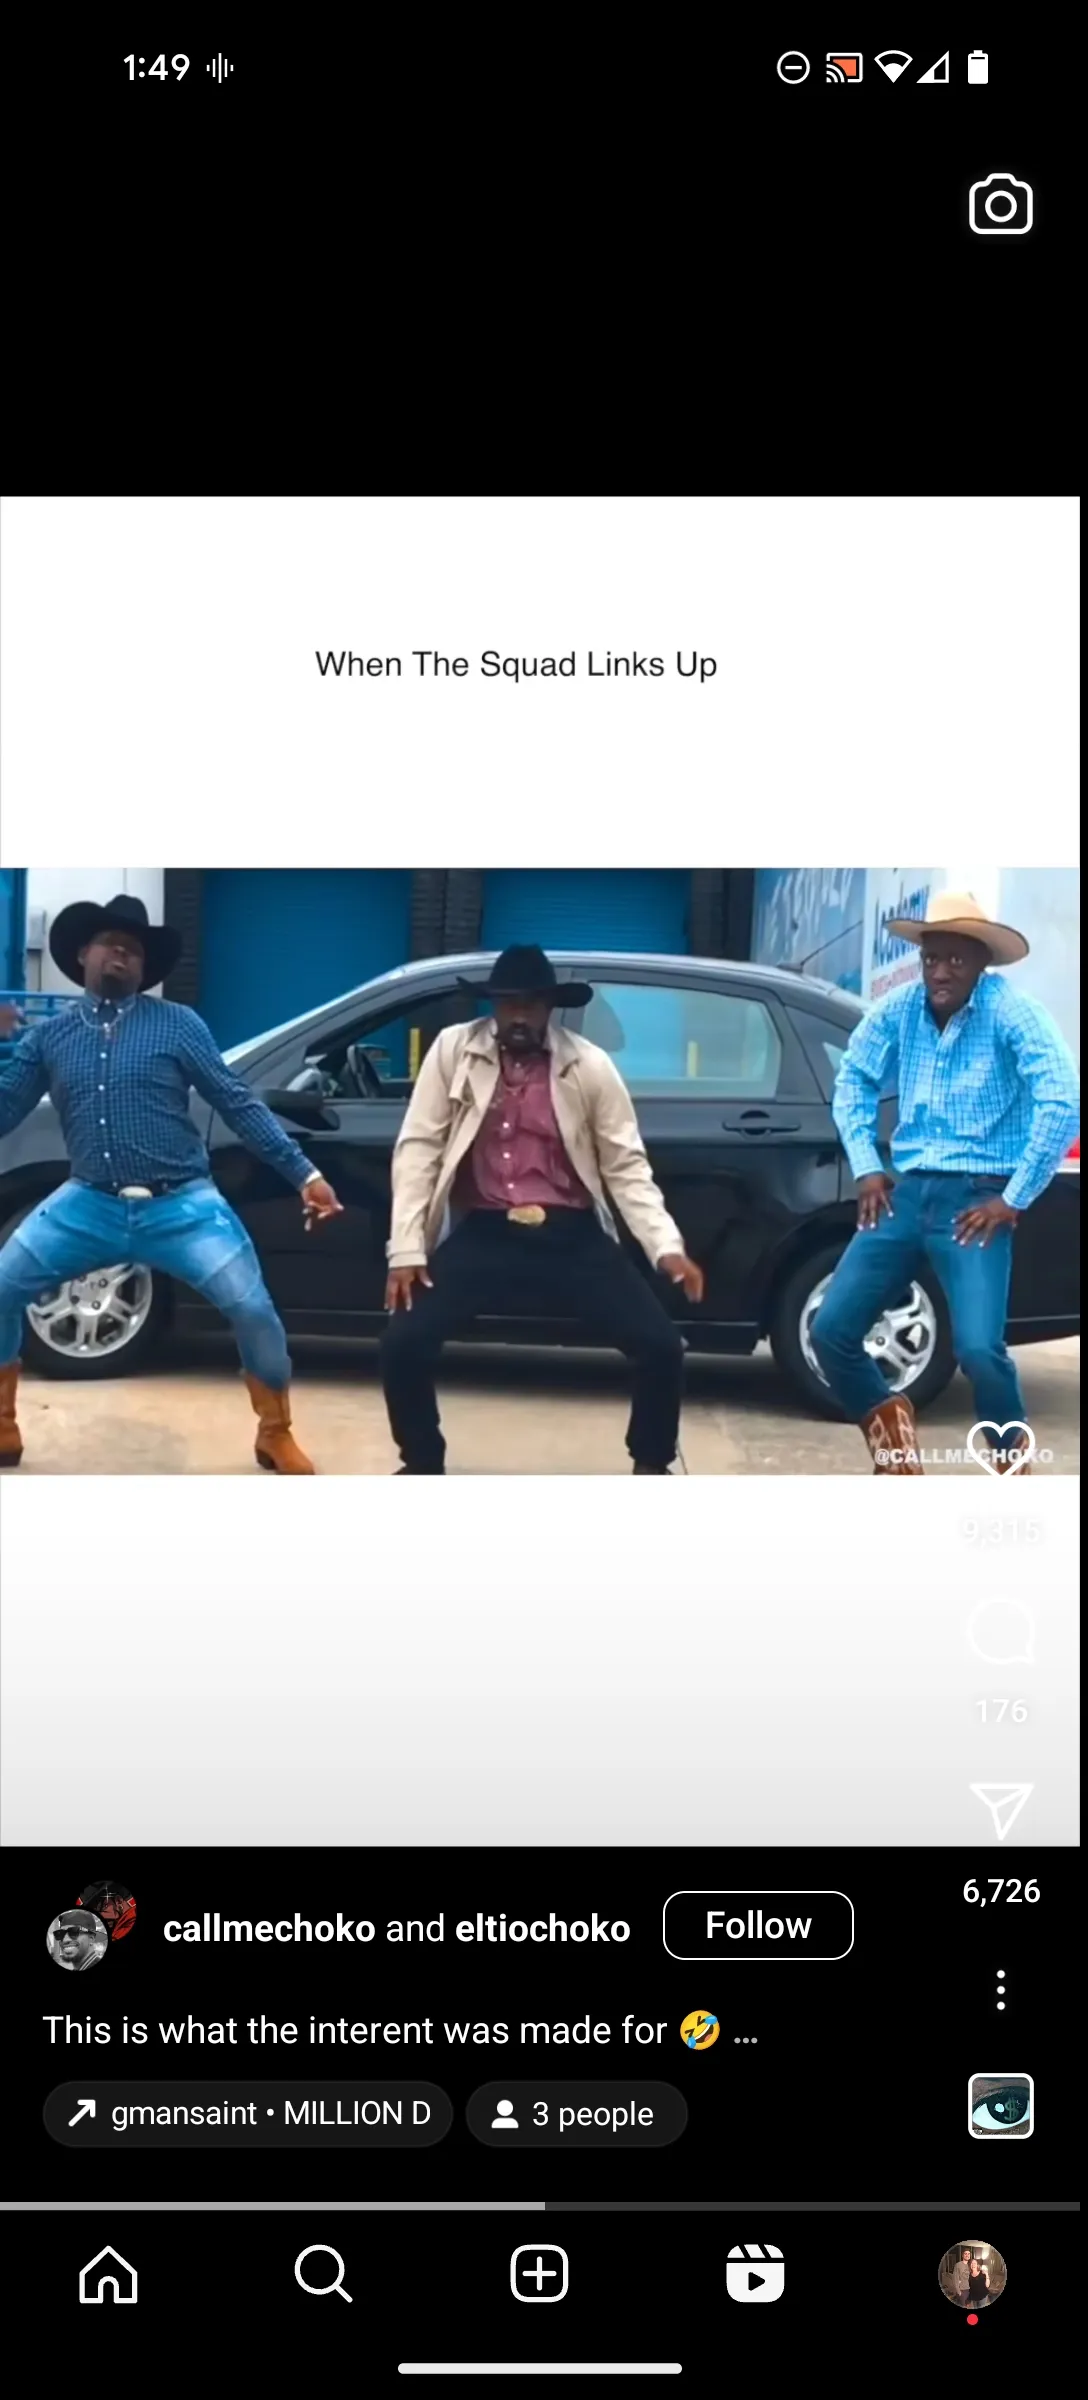 1:49
When The Squad Links Up
Academy
@CALLMECHOKO
9,315
176
6,726
callmechoko and eltiochoko
Follow
This is what the interent was made for 🤣 ...
gmansaint • MILLION D
3 people